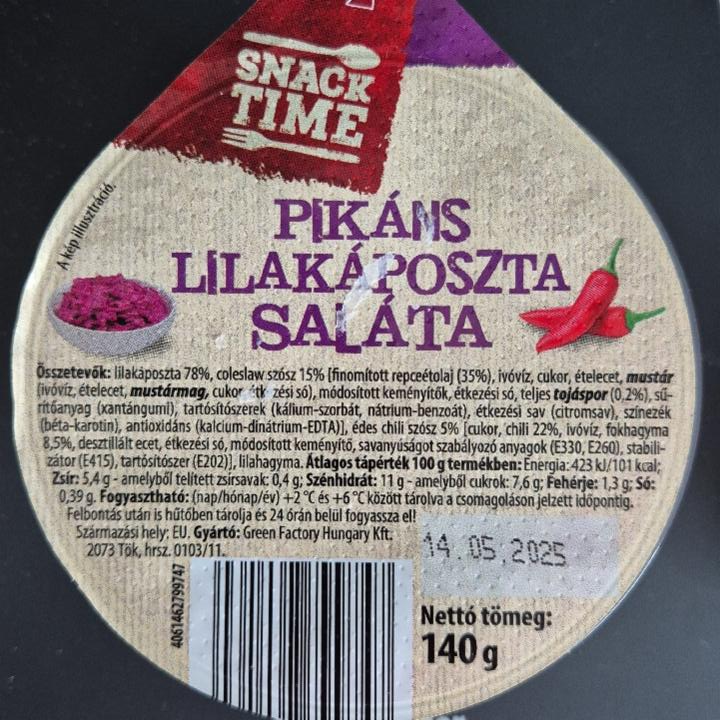 SNACK
TIME
A kép illusztráció.
PIKÁNS
LILAKÁPOSZTA
SALÁTA
Összetevők: lilakáposzta 78%, coleslaw szósz 15% [finomított repceétolaj (35%), ivóvíz, cukor, ételecet, mustár
(ivóvíz, ételecet, mustármag, cukor, étkezési só), módosított keményítők, étkezési só, teljes tojáspor (0,2%), sű-
rítőanyag (xantángumi), tartósítószerek (kálium-szorbát, nátrium-benzoát), étkezési sav (citromsav), színezék
(béta-karotin), antioxidáns (kalcium-dinátrium-EDTA)], édes chili szósz 5% [cukor, chili 22%, ivóvíz, fokhagyma
8,5%, desztillált ecet, étkezési só, módosított keményítő, savanyúságot szabályozó anyagok (E330, E260), stabili-
zátor (E415), tartósítószer (E202)], lilahagyma. Átlagos tápérték 100 g termékben: Energia: 423 kJ/101 kcal;
Zsír: 5,4 g - amelyből telített zsírsavak: 0,4 g; Szénhidrát: 11 g - amelyből cukrok: 7,6 g; Fehérje: 1,3 g; Só:
0,39 g. Fogyasztható: (nap/hónap/év) +2 °C és +6 °C között tárolva a csomagoláson jelzett időpontig.
Felbontás után is hűtőben tárolja és 24 órán belül fogyassza el!
Származási hely: EU. Gyártó: Green Factory Hungary Kft.
2073 Tök, hrsz. 0103/11.
14.05.2025
4061462799747
Nettó tömeg:
140 g